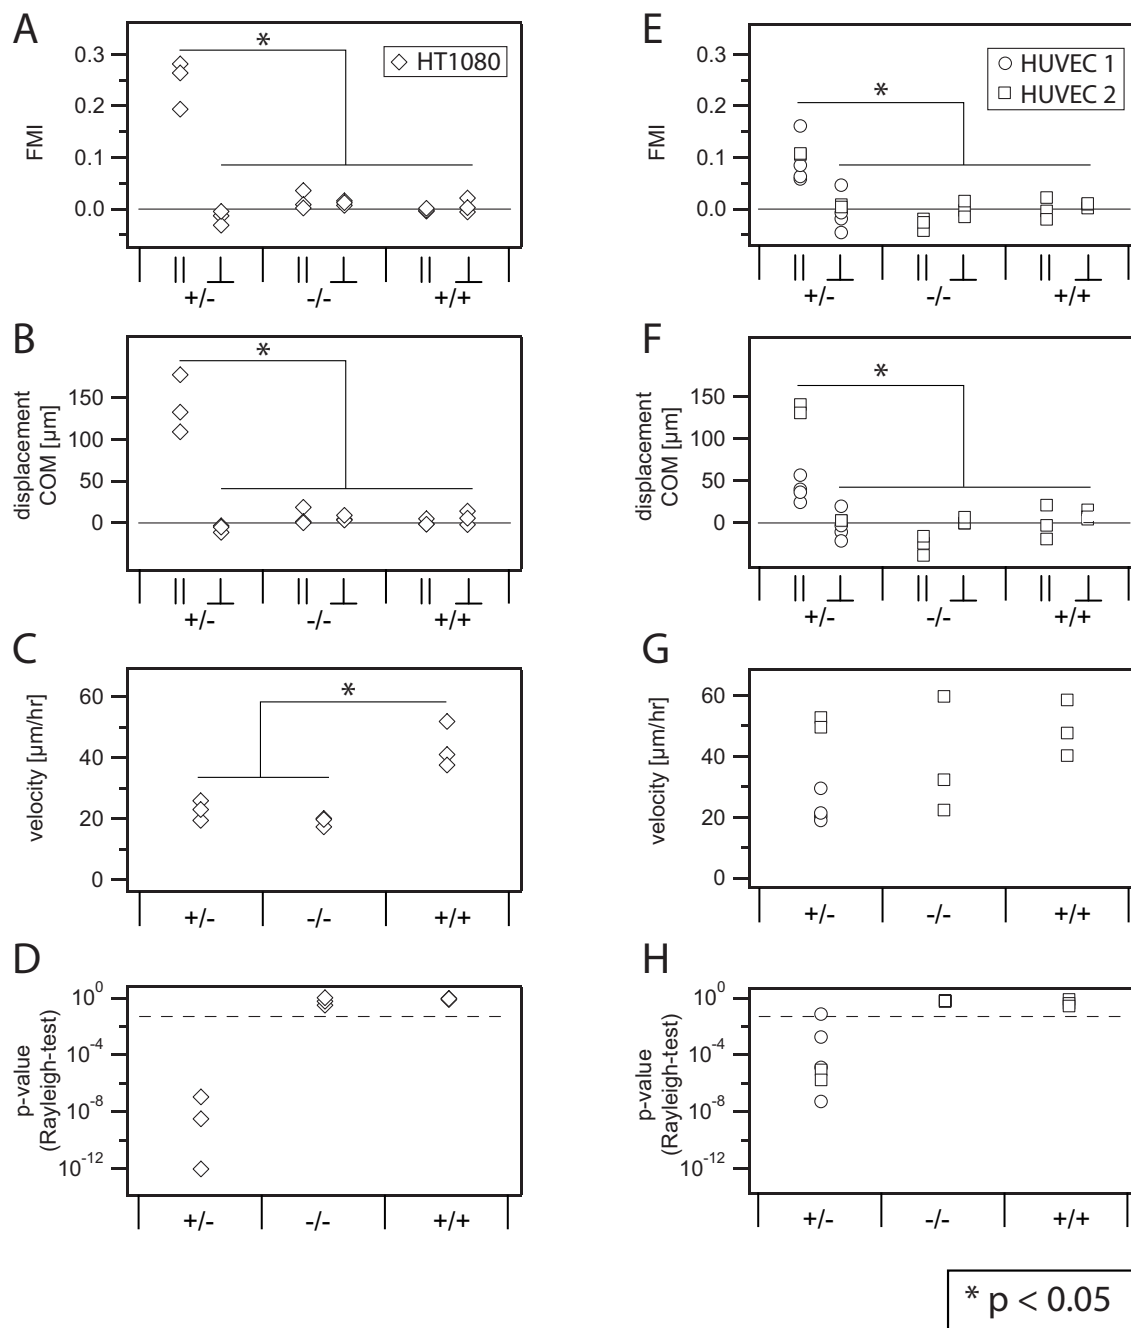 A
FMI
0.3
0.2
0.1
0.0
*
HT1080
|| ⊥ || ⊥ || ⊥
+/- -/- +/+
B
displacement
COM [µm]
150
100
50
0
*
|| ⊥ || ⊥ || ⊥
+/- -/- +/+
C
velocity [µm/hr]
60
40
20
0
*
+/- -/- +/+
D
p-value
(Rayleigh-test)
10^0
10^-4
10^-8
10^-12
+/- -/- +/+
E
FMI
0.3
0.2
0.1
0.0
*
HUVEC 1
HUVEC 2
|| ⊥ || ⊥ || ⊥
+/- -/- +/+
F
displacement
COM [µm]
150
100
50
0
*
|| ⊥ || ⊥ || ⊥
+/- -/- +/+
G
velocity [µm/hr]
60
40
20
0
+/- -/- +/+
H
p-value
(Rayleigh-test)
10^0
10^-4
10^-8
10^-12
+/- -/- +/+
* p < 0.05